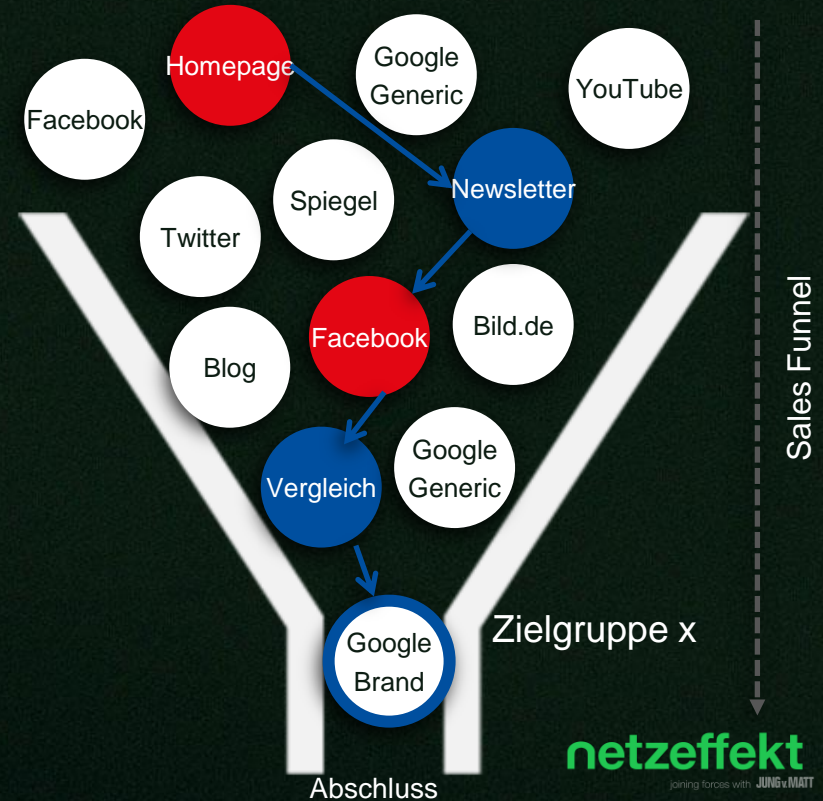 Homepage
Google
Generic
YouTube
Facebook
Newsletter
Spiegel
Twitter
Facebook
Bild.de
Blog
Google
Generic
Vergleich
Google
Brand
Zielgruppe x
Sales Funnel
Abschluss
netzeffekt
joining forces with JUNGv.MATT